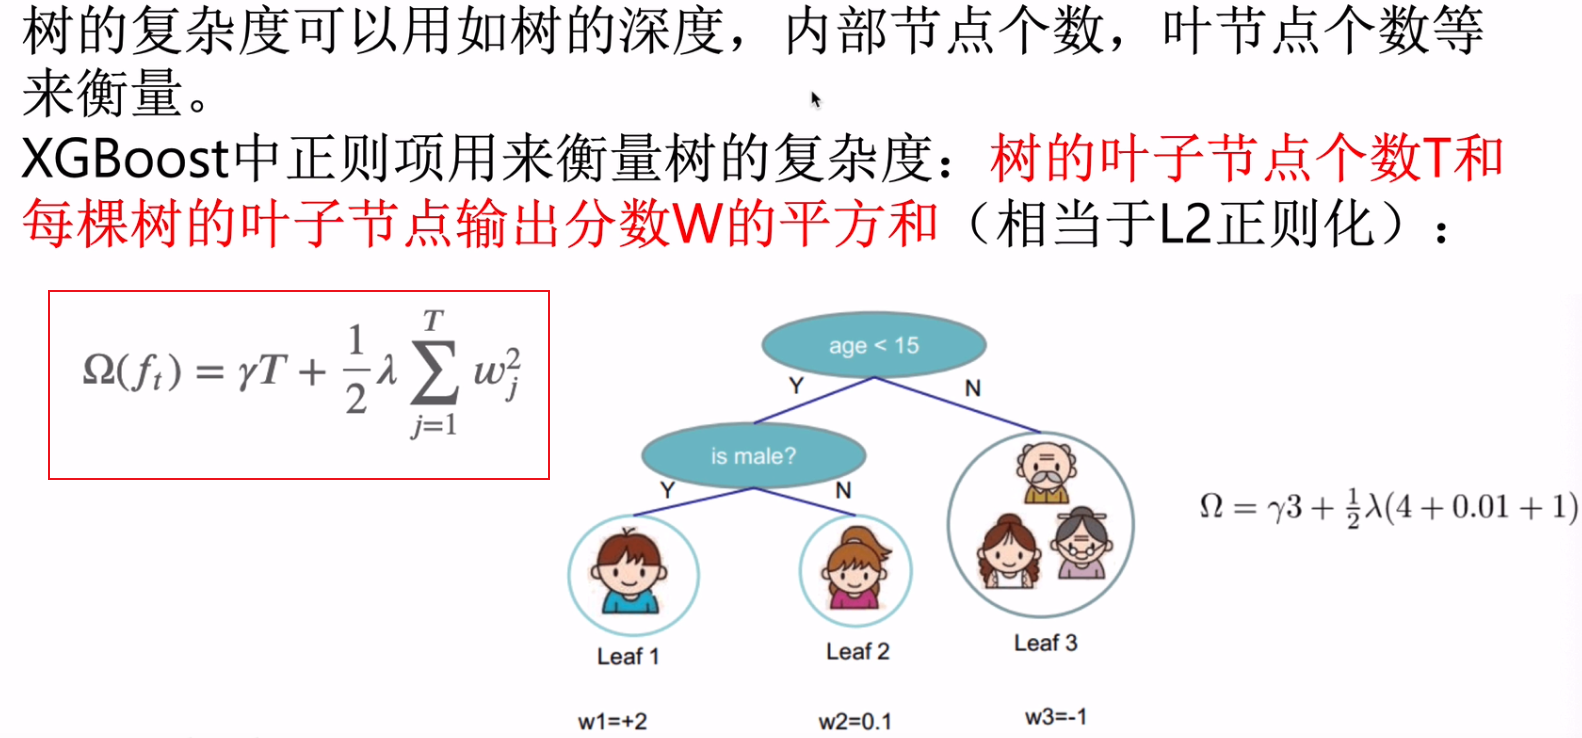 树的复杂度可以用如树的深度，内部节点个数，叶节点个数等
来衡量。
XGBoost中正则项用来衡量树的复杂度：树的叶子节点个数T和
每棵树的叶子节点输出分数W的平方和（相当于L2正则化）：
Ω(fₜ) = γT + 1/2 λ ∑_{j=1}^{T} w_j^2
age < 15
Y N
is male?
Y N
Ω = γ3 + 1/2 λ(4 + 0.01 + 1)
Leaf 1 Leaf 2 Leaf 3
w1=+2 w2=0.1 w3=-1